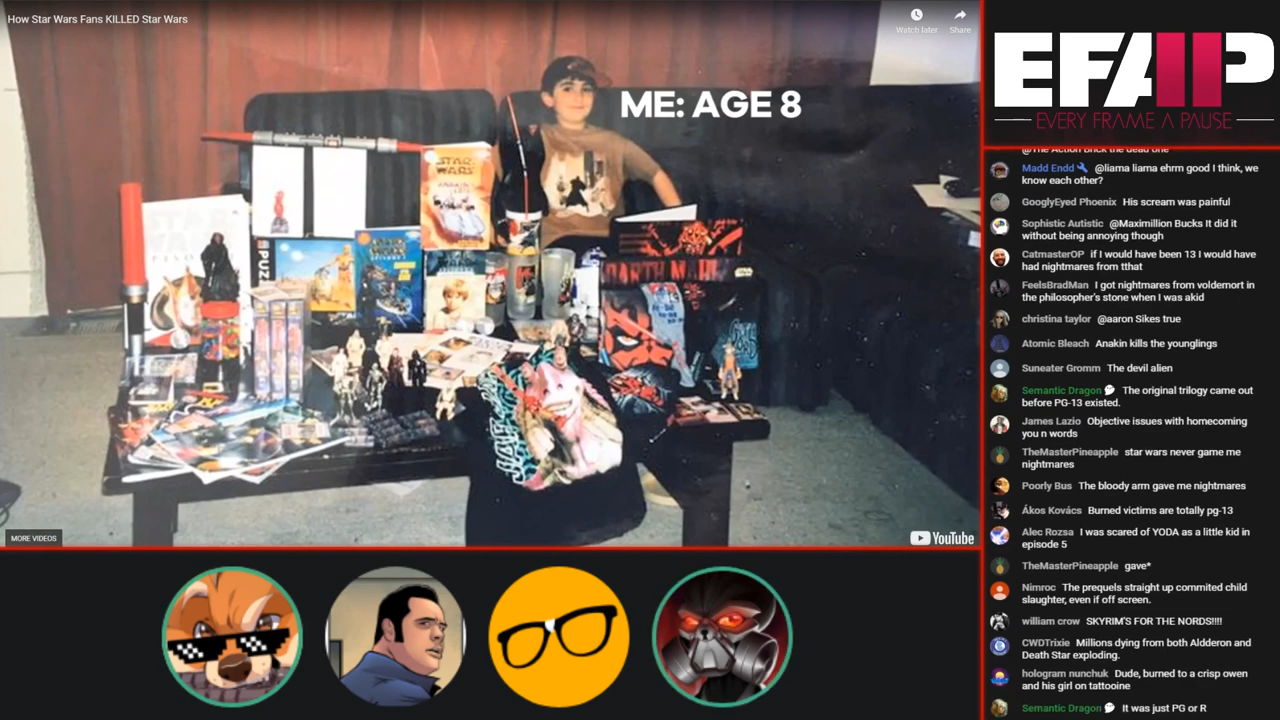 How Star Wars Fans KILLED Star Wars
Watch later
Share
ME: AGE 8
STAR
WARS
DARTH MAUL
MORE VIDEOS
YouTube
EFAP
EVERY FRAME A PAUSE
@The Action Brick the dead one
Madd Endd @liama liama ehrm good I think, we
know each other?
GooglyEyed Phoenix His scream was painful
Sophistic Autistic @Maximillion Bucks It did it
without being annoying though
CatmasterOP if I would have been 13 I would have
had nightmares from tthat
FeelsBradMan I got nightmares from voldemort in
the philosopher's stone when I was akid
christina taylor @aaron Sikes true
Atomic Bleach Anakin kills the younglings
Suneater Gromm The devil alien
Semantic Dragon The original trilogy came out
before PG-13 existed.
James Lazio Objective issues with homecoming
you n words
TheMasterPineapple star wars never game me
nightmares
Poorly Bus The bloody arm gave me nightmares
Ákos Kovács Burned victims are totally pg-13
Alec Rozsa I was scared of YODA as a little kid in
episode 5
TheMasterPineapple gave*
Nimroc The prequels straight up commited child
slaughter, even if off screen.
william crow SKYRIM'S FOR THE NORDS!!!!
CWDTrixie Millions dying from both Aldderon and
Death Star exploding.
hologram nunchuk Dude, burned to a crisp owen
and his girl on tattooine
Semantic Dragon It was just PG or R